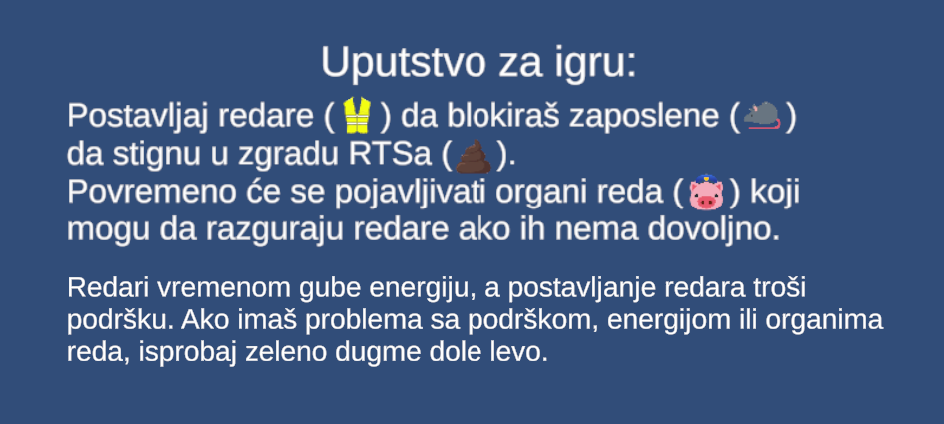 Uputstvo za igru:
Postavljaj redare (🦺) da blokiraš zaposlene (🐀)
da stignu u zgradu RTSa (💩).
Povremeno će se pojavljivati organi reda (🐷) koji
mogu da razguraju redare ako ih nema dovoljno.
Redari vremenom gube energiju, a postavljanje redara troši
podršku. Ako imaš problema sa podrškom, energijom ili organima
reda, isprobaj zeleno dugme dole levo.